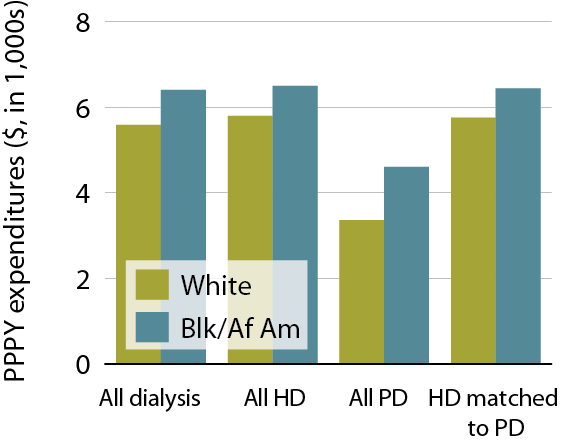 PPPY expenditures ($, in 1,000s)
8
6
4
2
0
White
Blk/Af Am
All dialysis
All HD
All PD
HD matched
to PD